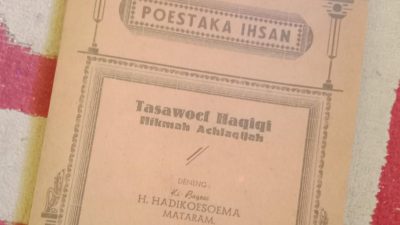 POESTAKA IHSAN
Tasawoef Haqiqi
Hikmah Achlaqijah
DENING
Ki Bagoes
H. HADIKOESOEMA
MATARAM.